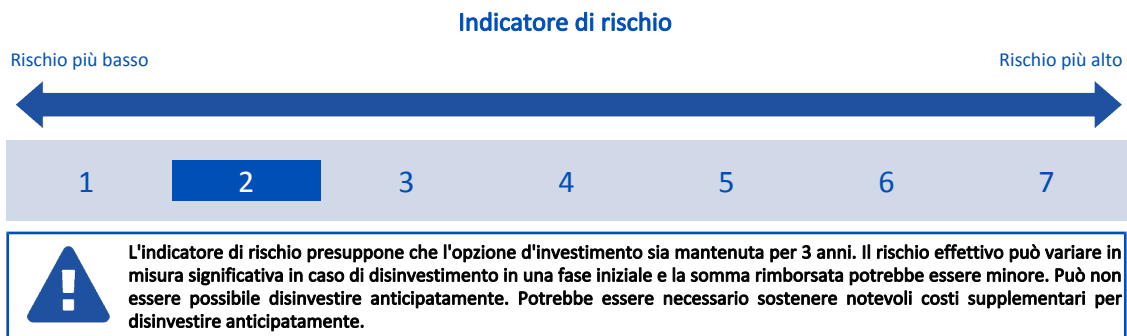 Indicatore di rischio
Rischio più basso
Rischio più alto
1 2 3 4 5 6 7
L'indicatore di rischio presuppone che l'opzione d'investimento sia mantenuta per 3 anni. Il rischio effettivo può variare in
misura significativa in caso di disinvestimento in una fase iniziale e la somma rimborsata potrebbe essere minore. Può non
essere possibile disinvestire anticipatamente. Potrebbe essere necessario sostenere notevoli costi supplementari per
disinvestire anticipatamente.